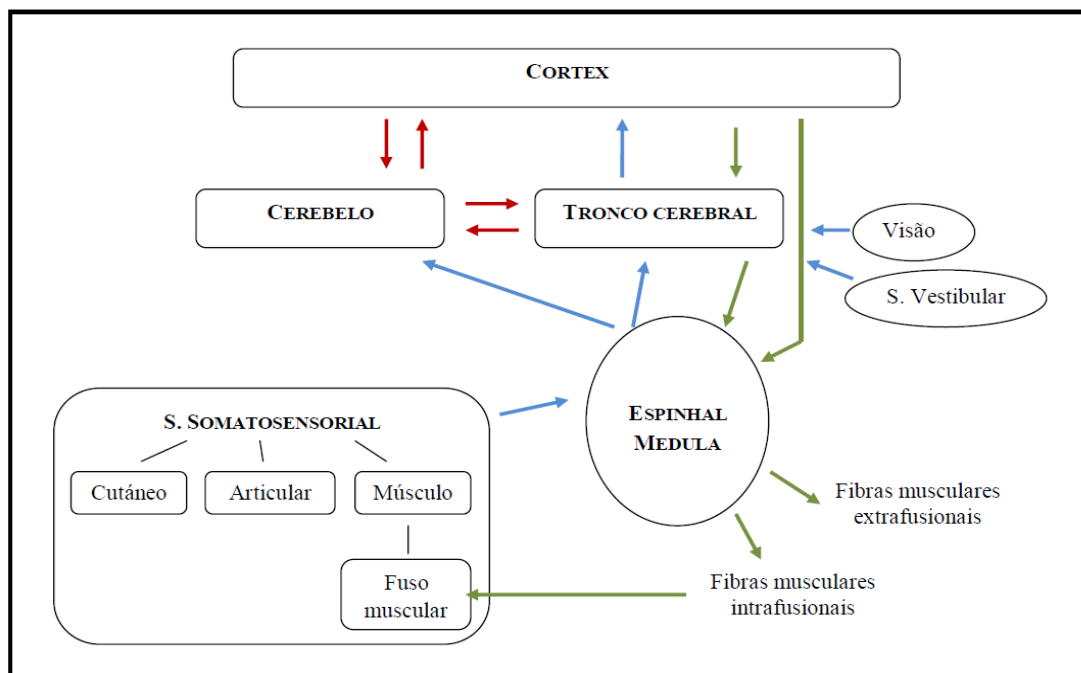 CORTEX
CEREBELO
TRONCO CEREBRAL
Visão
S. Vestibular
ESPINHAL
MEDULA
S. SOMATOSENSORIAL
Cutáneo
Articular
Músculo
Fuso
muscular
Fibras musculares
extrafusionais
Fibras musculares
intrafusionais